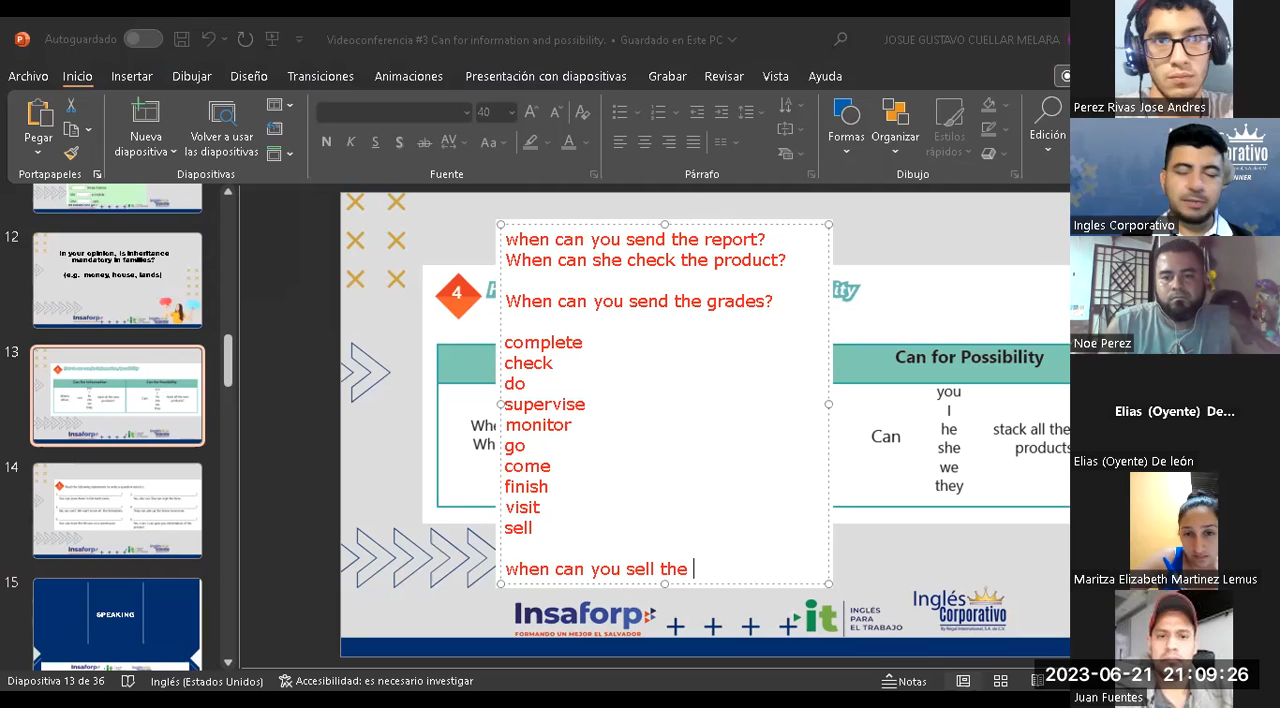 Autoguardado
Videoconferencia #3 Can for information and possibility. • Guardado en Este PC
JOSUE GUSTAVO CUELLAR MELARA
Archivo Inicio Insertar Dibujar Diseño Transiciones Animaciones Presentación con diapositivas Grabar Revisar Vista Ayuda
Pegar
Nueva diapositiva
Volver a usar las diapositivas
40
N K S S ab AV Aa A
Formas
Organizar
Estilos rápidos
Edición
Portapapeles
Diapositivas
Fuente
Párrafo
Dibujo
12
In your opinion, is inheritance
mandatory in families?
(e.g. money, house, lands)
13
14
15
SPEAKING
4
when can you send the report?
When can she check the product?
When can you send the grades?
complete
check
do
supervise
monitor
go
come
finish
visit
sell
when can you sell the
Can for Possibility
Can
you
I
he
she
we
they
stack all the
products
Insaforp
FORMANDO UN MEJOR EL SALVADOR
it
INGLÉS
PARA
EL TRABAJO
Inglés
Corporativo
Diapositiva 13 de 36
Inglés (Estados Unidos)
Accesibilidad: es necesario investigar
Notas
Perez Rivas Jose Andres
Ingles Corporativo
Noe Perez
Elias (Oyente) De...
Elias (Oyente) De león
Maritza Elizabeth Martinez Lemus
2023-06-21 21:09:26
Juan Fuentes